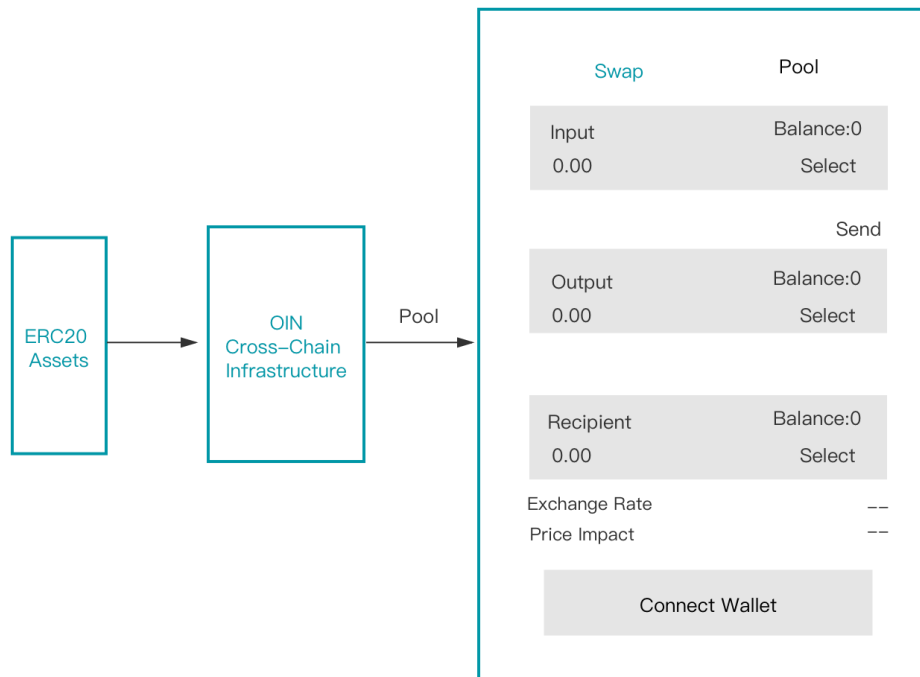 ERC20
Assets
OIN
Cross-Chain
Infrastructure
Pool
Swap
Pool
Input
Balance:0
0.00
Select
Send
Output
Balance:0
0.00
Select
Recipient
Balance:0
0.00
Select
Exchange Rate
--
Price Impact
--
Connect Wallet